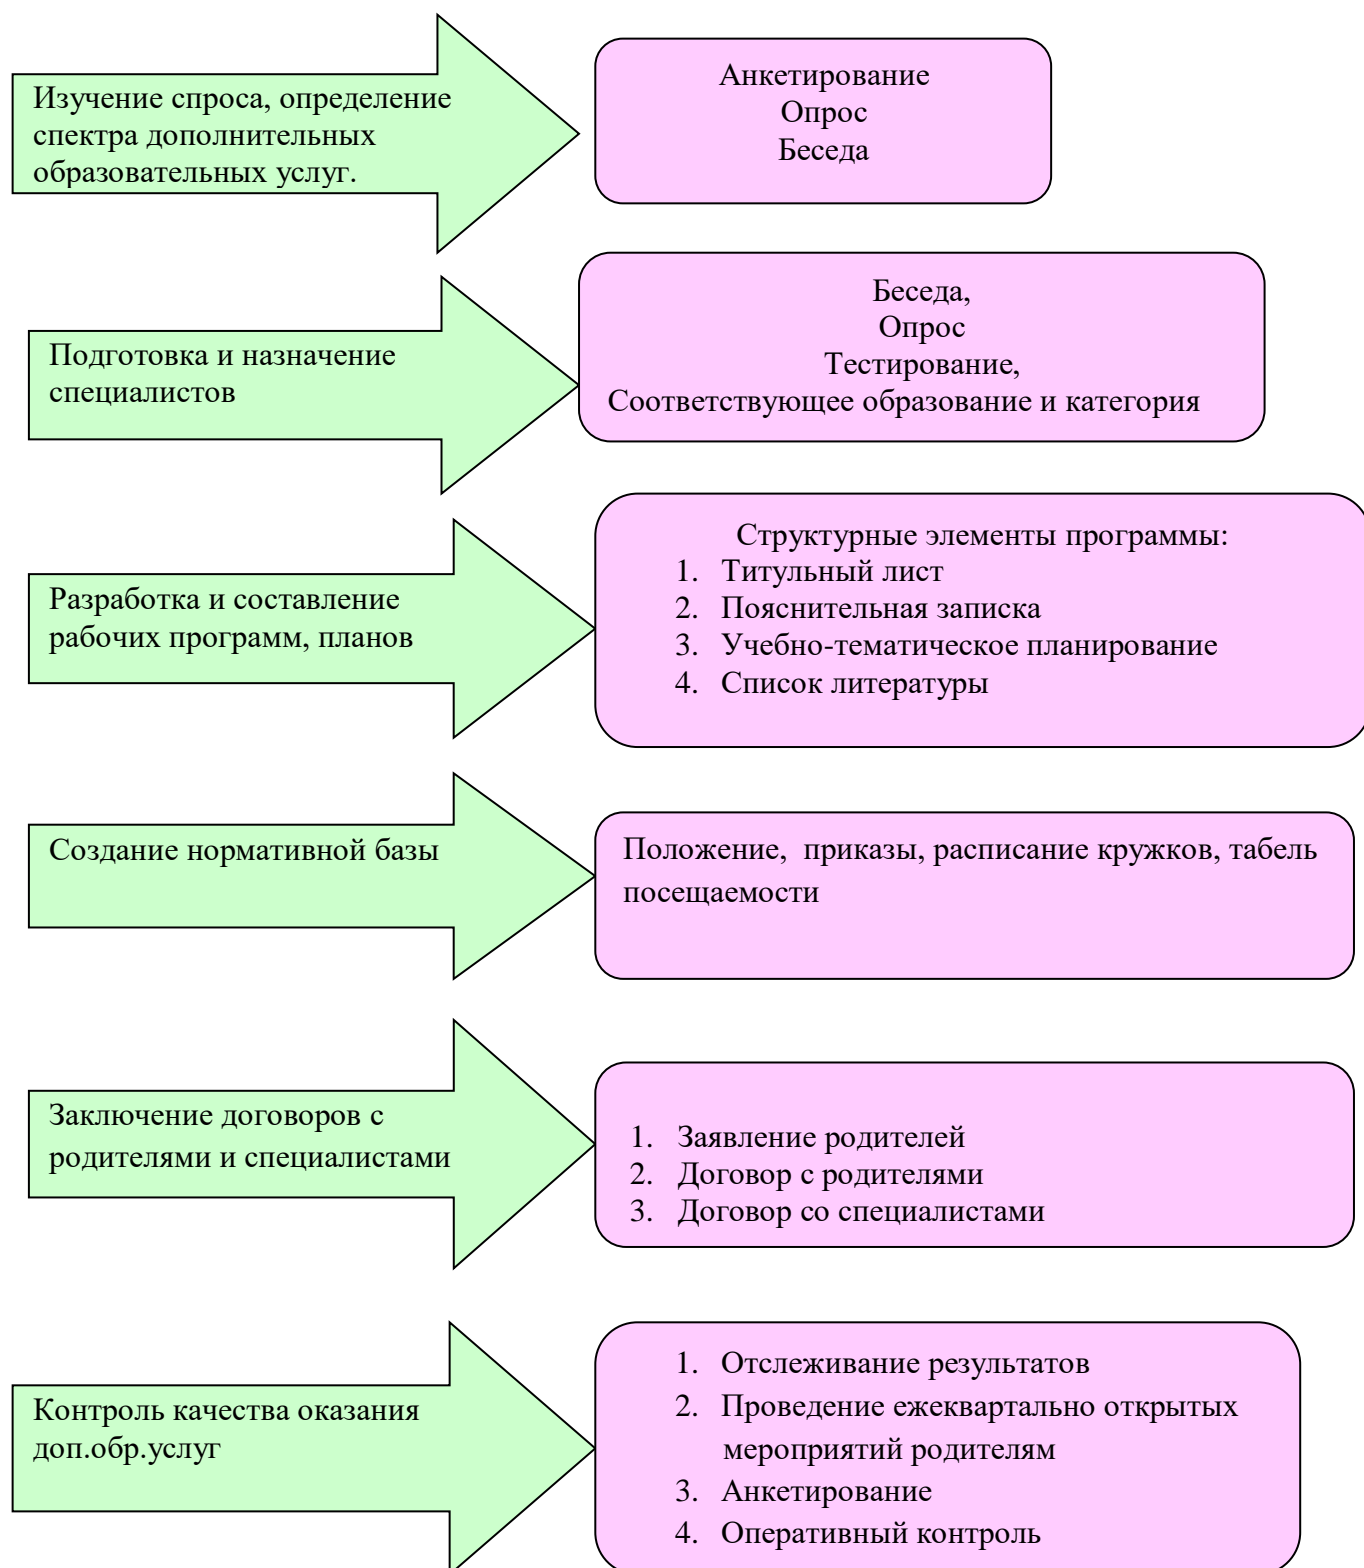 Изучение спроса, определение
спектра дополнительных
образовательных услуг.
Анкетирование
Опрос
Беседа
Подготовка и назначение
специалистов
Беседа,
Опрос
Тестирование,
Соответствующее образование и категория
Разработка и составление
рабочих программ, планов
Структурные элементы программы:
1. Титульный лист
2. Пояснительная записка
3. Учебно-тематическое планирование
4. Список литературы
Создание нормативной базы
Положение,  приказы, расписание кружков, табель
посещаемости
Заключение договоров с
родителями и специалистами
1. Заявление родителей
2. Договор с родителями
3. Договор со специалистами
Контроль качества оказания
доп.обр.услуг
1. Отслеживание результатов
2. Проведение ежеквартально открытых
мероприятий родителям
3. Анкетирование
4. Оперативный контроль